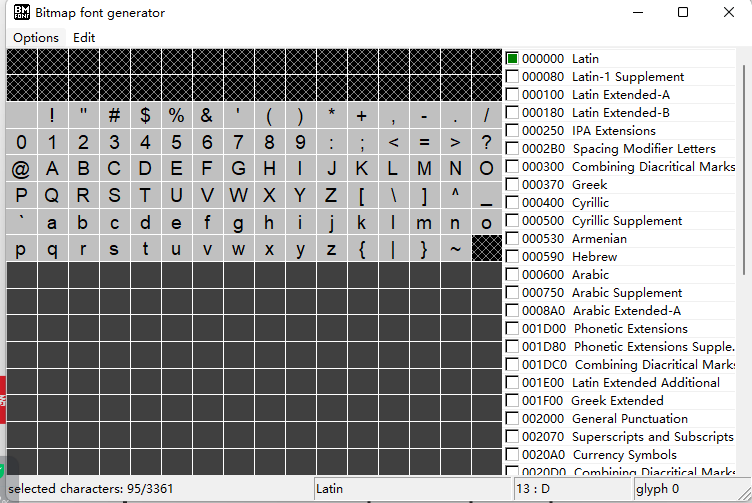 BM FONT Bitmap font generator
Options Edit
! " # $ % & ' ( ) * + , - . /
0 1 2 3 4 5 6 7 8 9 : ; < = > ?
@ A B C D E F G H I J K L M N O
P Q R S T U V W X Y Z [ \ ] ^ _
` a b c d e f g h i j k l m n o
p q r s t u v w x y z { | } ~
000000 Latin
000080 Latin-1 Supplement
000100 Latin Extended-A
000180 Latin Extended-B
000250 IPA Extensions
0002B0 Spacing Modifier Letters
000300 Combining Diacritical Marks
000370 Greek
000400 Cyrillic
000500 Cyrillic Supplement
000530 Armenian
000590 Hebrew
000600 Arabic
000750 Arabic Supplement
0008A0 Arabic Extended-A
001D00 Phonetic Extensions
001D80 Phonetic Extensions Supple.
001DC0 Combining Diacritical Marks
001E00 Latin Extended Additional
001F00 Greek Extended
002000 General Punctuation
002070 Superscripts and Subscripts
0020A0 Currency Symbols
0020D0 Combining Diacritical Marks
selected characters: 95/3361 Latin 13 : D glyph 0